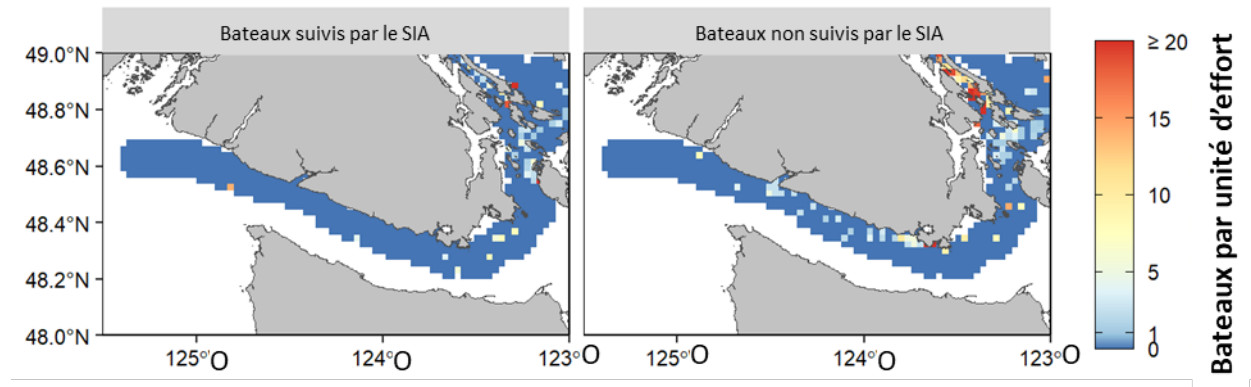 Bateaux suivis par le SIA
Bateaux non suivis par le SIA
49.0°N
48.8°N
48.6°N
48.4°N
48.2°N
48.0°N
125°O
124°O
123°O
125°O
124°O
123°O
≥ 20
15
10
5
1
0
Bateaux par unité d'effort